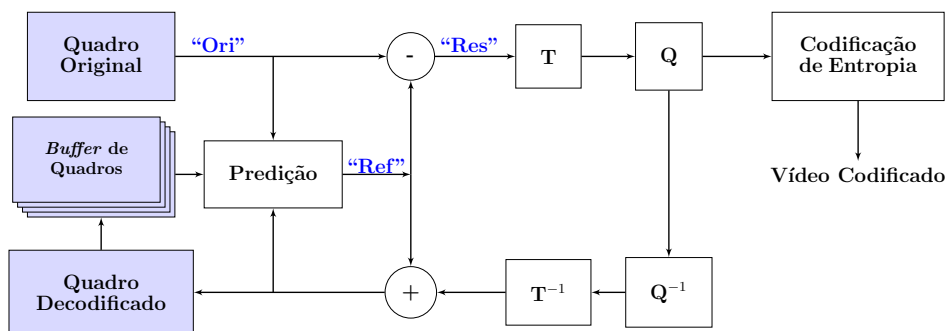 Quadro
Original
“Ori”
-
“Res”
T
Q
Codificação
de Entropia
Buffer de
Quadros
Predição
“Ref”
Vídeo Codificado
Quadro
Decodificado
+
T⁻¹
Q⁻¹